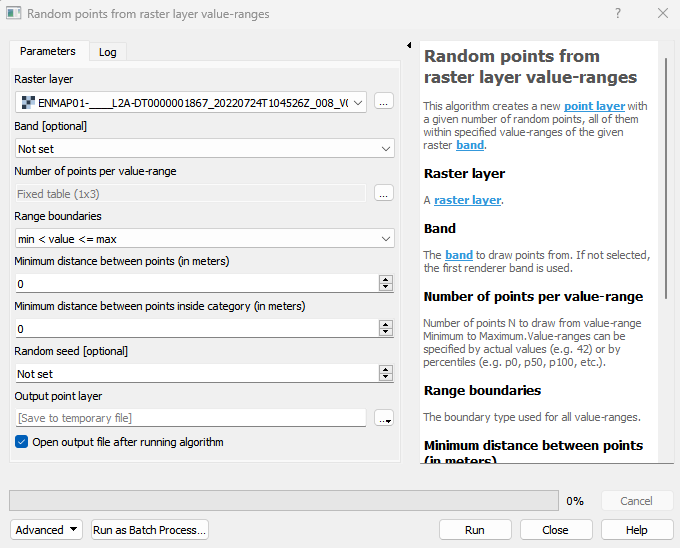 Random points from raster layer value-ranges
?
Parameters
Log
Raster layer
ENMAP01-____L2A-DT0000001867_20220724T104526Z_008_V0
...
Band [optional]
Not set
Number of points per value-range
Fixed table (1x3)
...
Range boundaries
min < value <= max
Minimum distance between points (in meters)
0
Minimum distance between points inside category (in meters)
0
Random seed [optional]
Not set
Output point layer
[Save to temporary file]
...
Open output file after running algorithm
Random points from
raster layer value-ranges
This algorithm creates a new point layer with
a given number of random points, all of them
within specified value-ranges of the given
raster band.
Raster layer
A raster layer.
Band
The band to draw points from. If not selected,
the first renderer band is used.
Number of points per value-range
Number of points N to draw from value-range
Minimum to Maximum.Value-ranges can be
specified by actual values (e.g. 42) or by
percentiles (e.g. p0, p50, p100, etc.).
Range boundaries
The boundary type used for all value-ranges.
Minimum distance between points
(in meters)
0%
Cancel
Advanced
Run as Batch Process...
Run
Close
Help